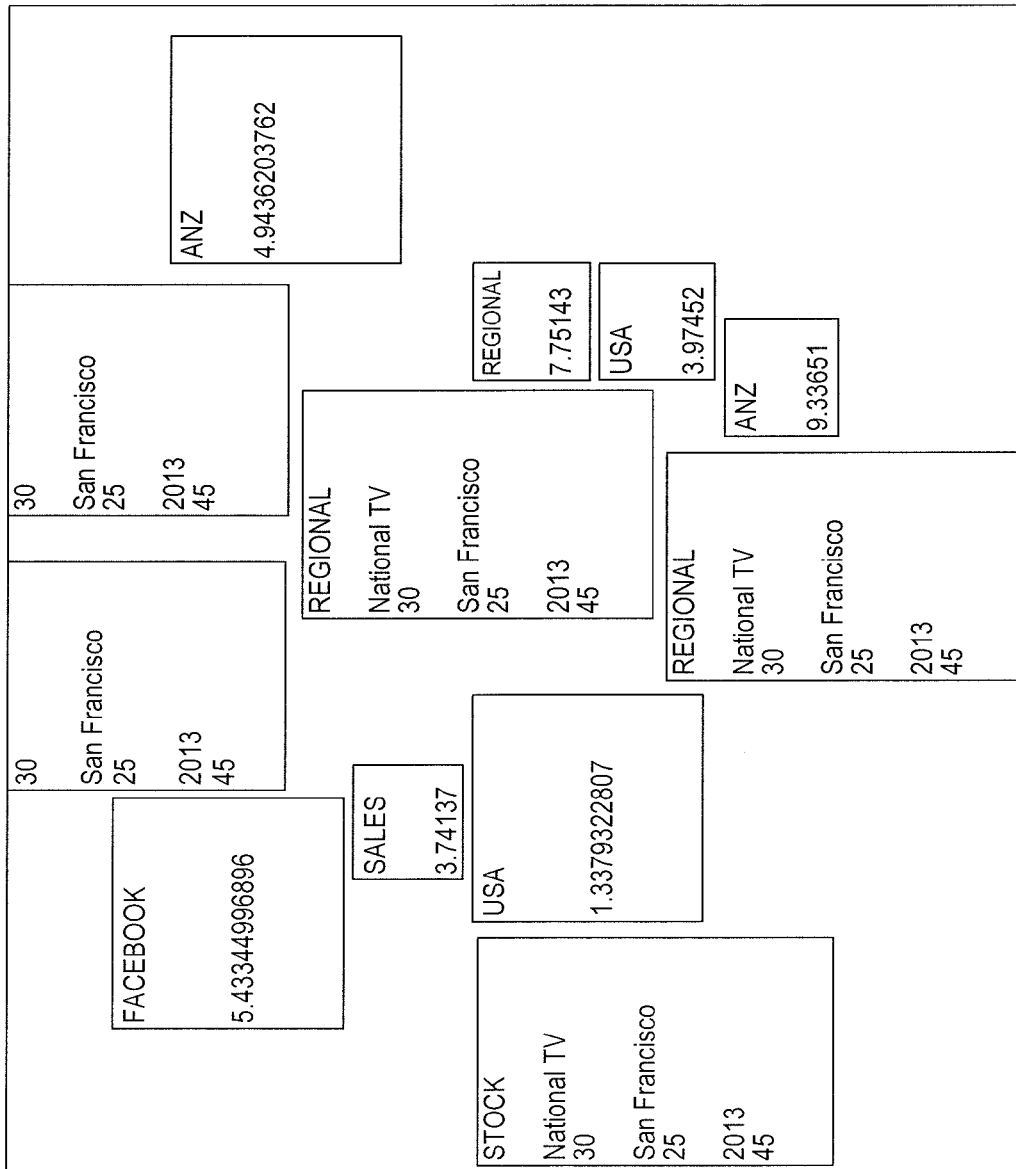 30
San Francisco
25
2013
45
30
San Francisco
25
2013
45
FACEBOOK
5.43344996896
ANZ
4.9436203762
REGIONAL
National TV
30
San Francisco
25
2013
45
SALES
3.74137
REGIONAL
7.75143
STOCK
National TV
30
San Francisco
25
2013
45
USA
1.3379322807
USA
3.97452
REGIONAL
National TV
30
San Francisco
25
2013
45
ANZ
9.33651